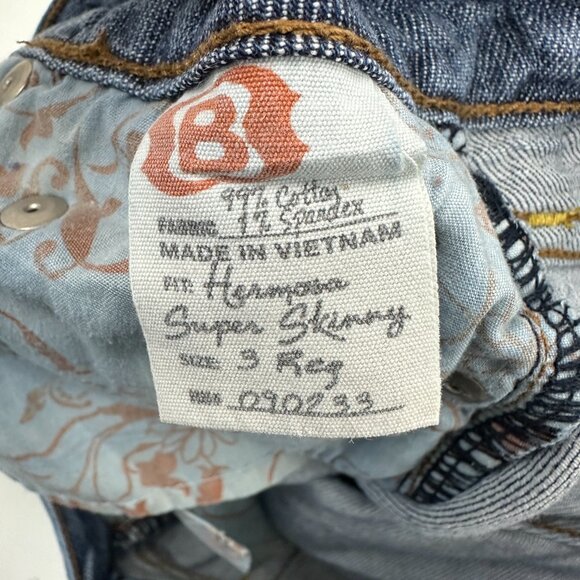 B
99% Cotton
FABRIC: 1% Spandex
MADE IN VIETNAM
FIT: Hermosa
Super Skinny
SIZE: 3 Reg
090233